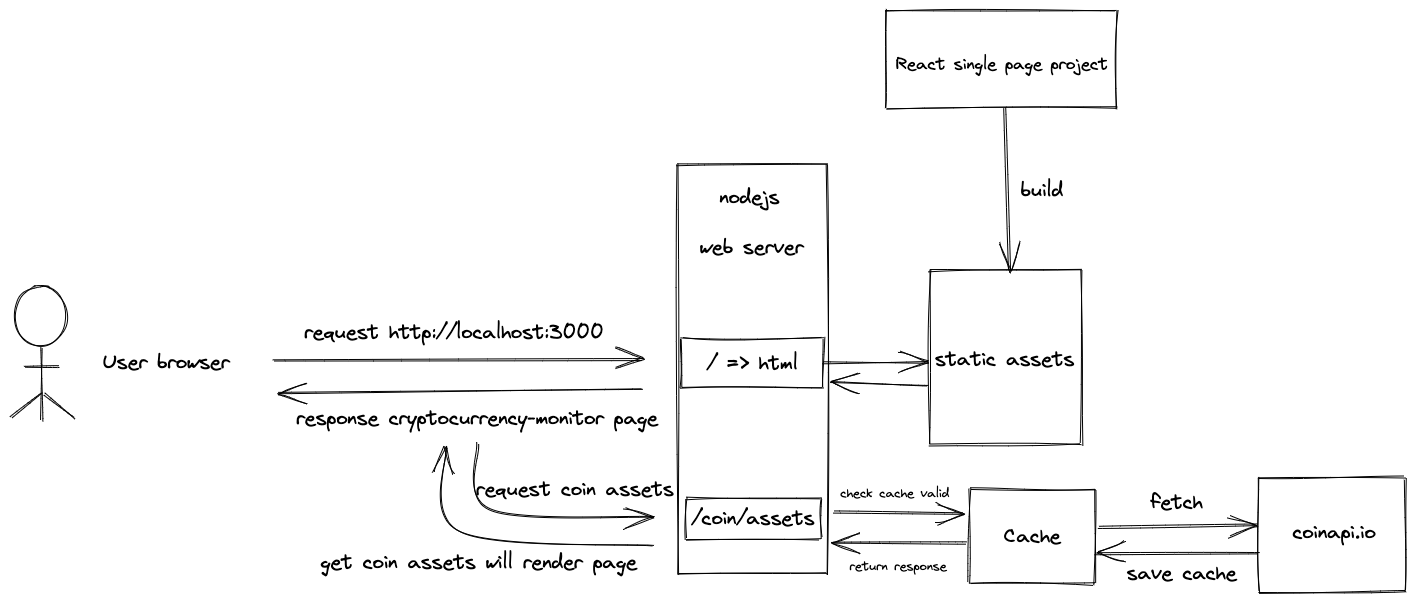 React single page project
build
nodejs
web server
request http://localhost:3000
User browser
/ => html
static assets
response cryptocurrency-monitor page
request coin assets
/coin/assets
check cache valid
return response
Cache
fetch
save cache
coinapi.io
get coin assets will render page